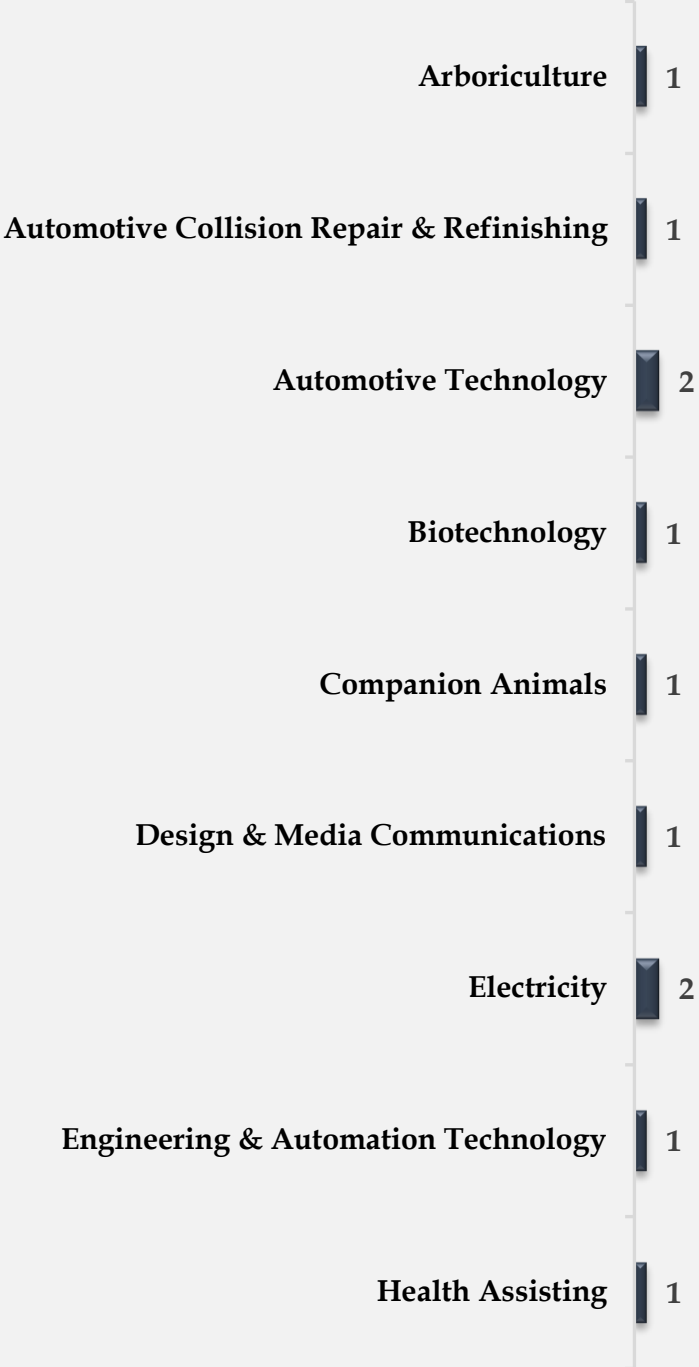 Arboriculture 1
Automotive Collision Repair & Refinishing 1
Automotive Technology 2
Biotechnology 1
Companion Animals 1
Design & Media Communications 1
Electricity 2
Engineering & Automation Technology 1
Health Assisting 1